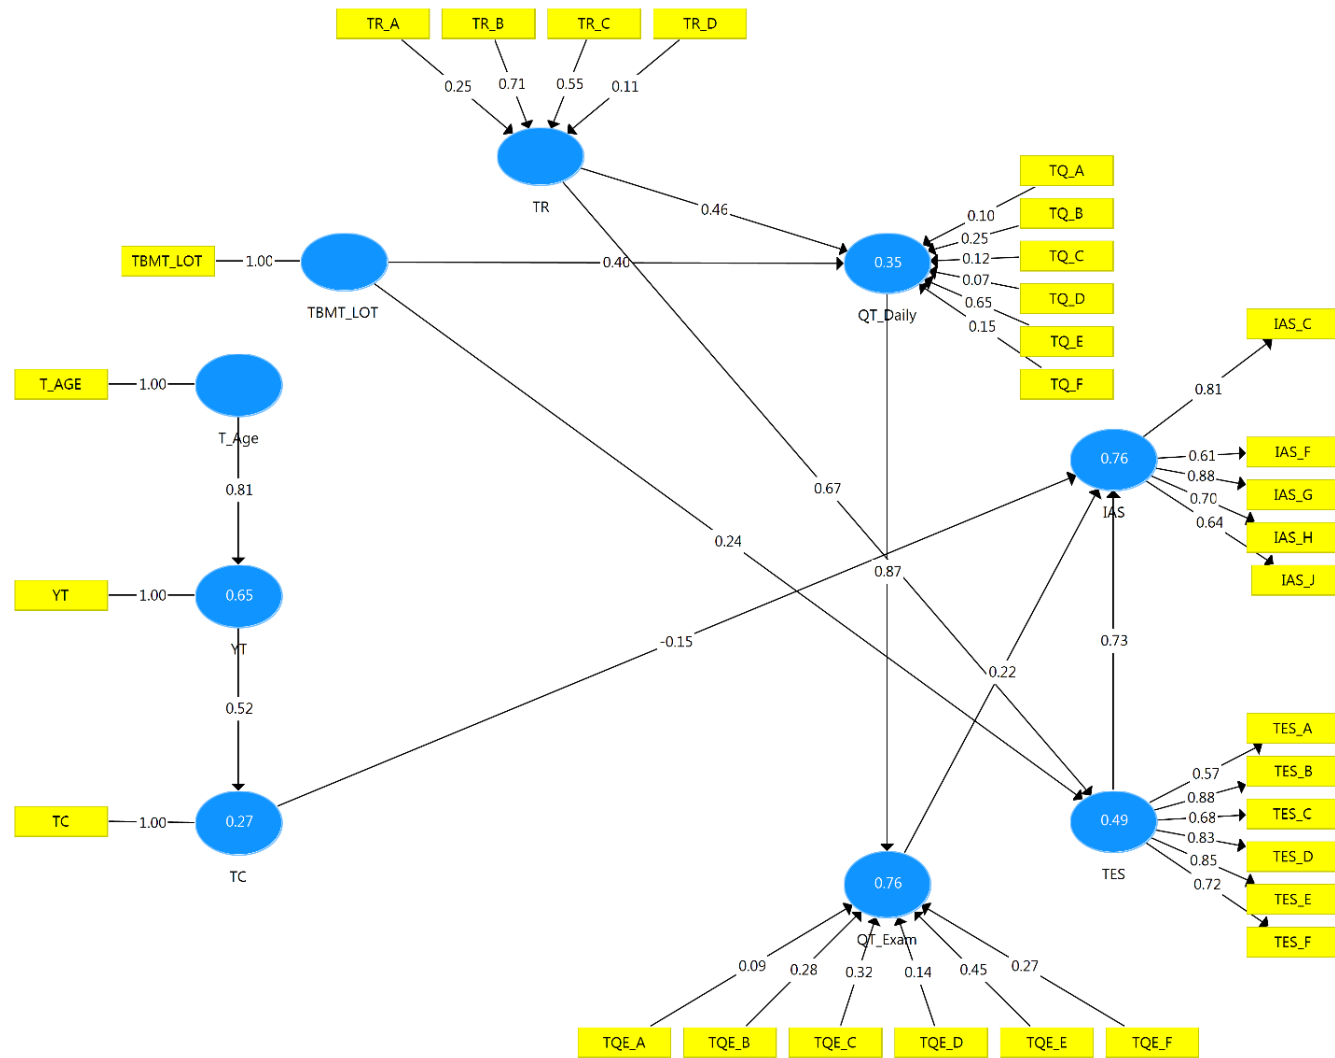 TR_A
TR_B
TR_C
TR_D
0.25
0.71
0.55
0.11
TR
TQ_A
TQ_B
TQ_C
TQ_D
TQ_E
TQ_F
0.10
0.25
0.12
0.07
0.65
0.15
0.46
TBMT_LOT
1.00
TBMT_LOT
0.40
0.35
QT_Daily
IAS_C
0.81
T_AGE
1.00
T_Age
0.81
0.76
IAS
0.61
0.88
0.70
0.64
IAS_F
IAS_G
IAS_H
IAS_J
0.67
0.24
0.87
YT
1.00
0.65
YT
-0.15
0.22
0.73
0.52
TC
1.00
0.27
TC
0.49
TES
0.57
0.88
0.68
0.83
0.85
0.72
TES_A
TES_B
TES_C
TES_D
TES_E
TES_F
0.76
QT_Exam
0.09
0.28
0.32
0.14
0.45
0.27
TQE_A
TQE_B
TQE_C
TQE_D
TQE_E
TQE_F